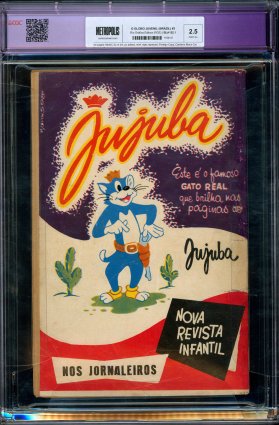 CGC
METROPOLIS
2.5
Jujuba
Este é o famoso
GATO REAL
que brilha nas
páginas de
Jujuba
NOVA
REVISTA
INFANTIL
NOS JORNALEIROS